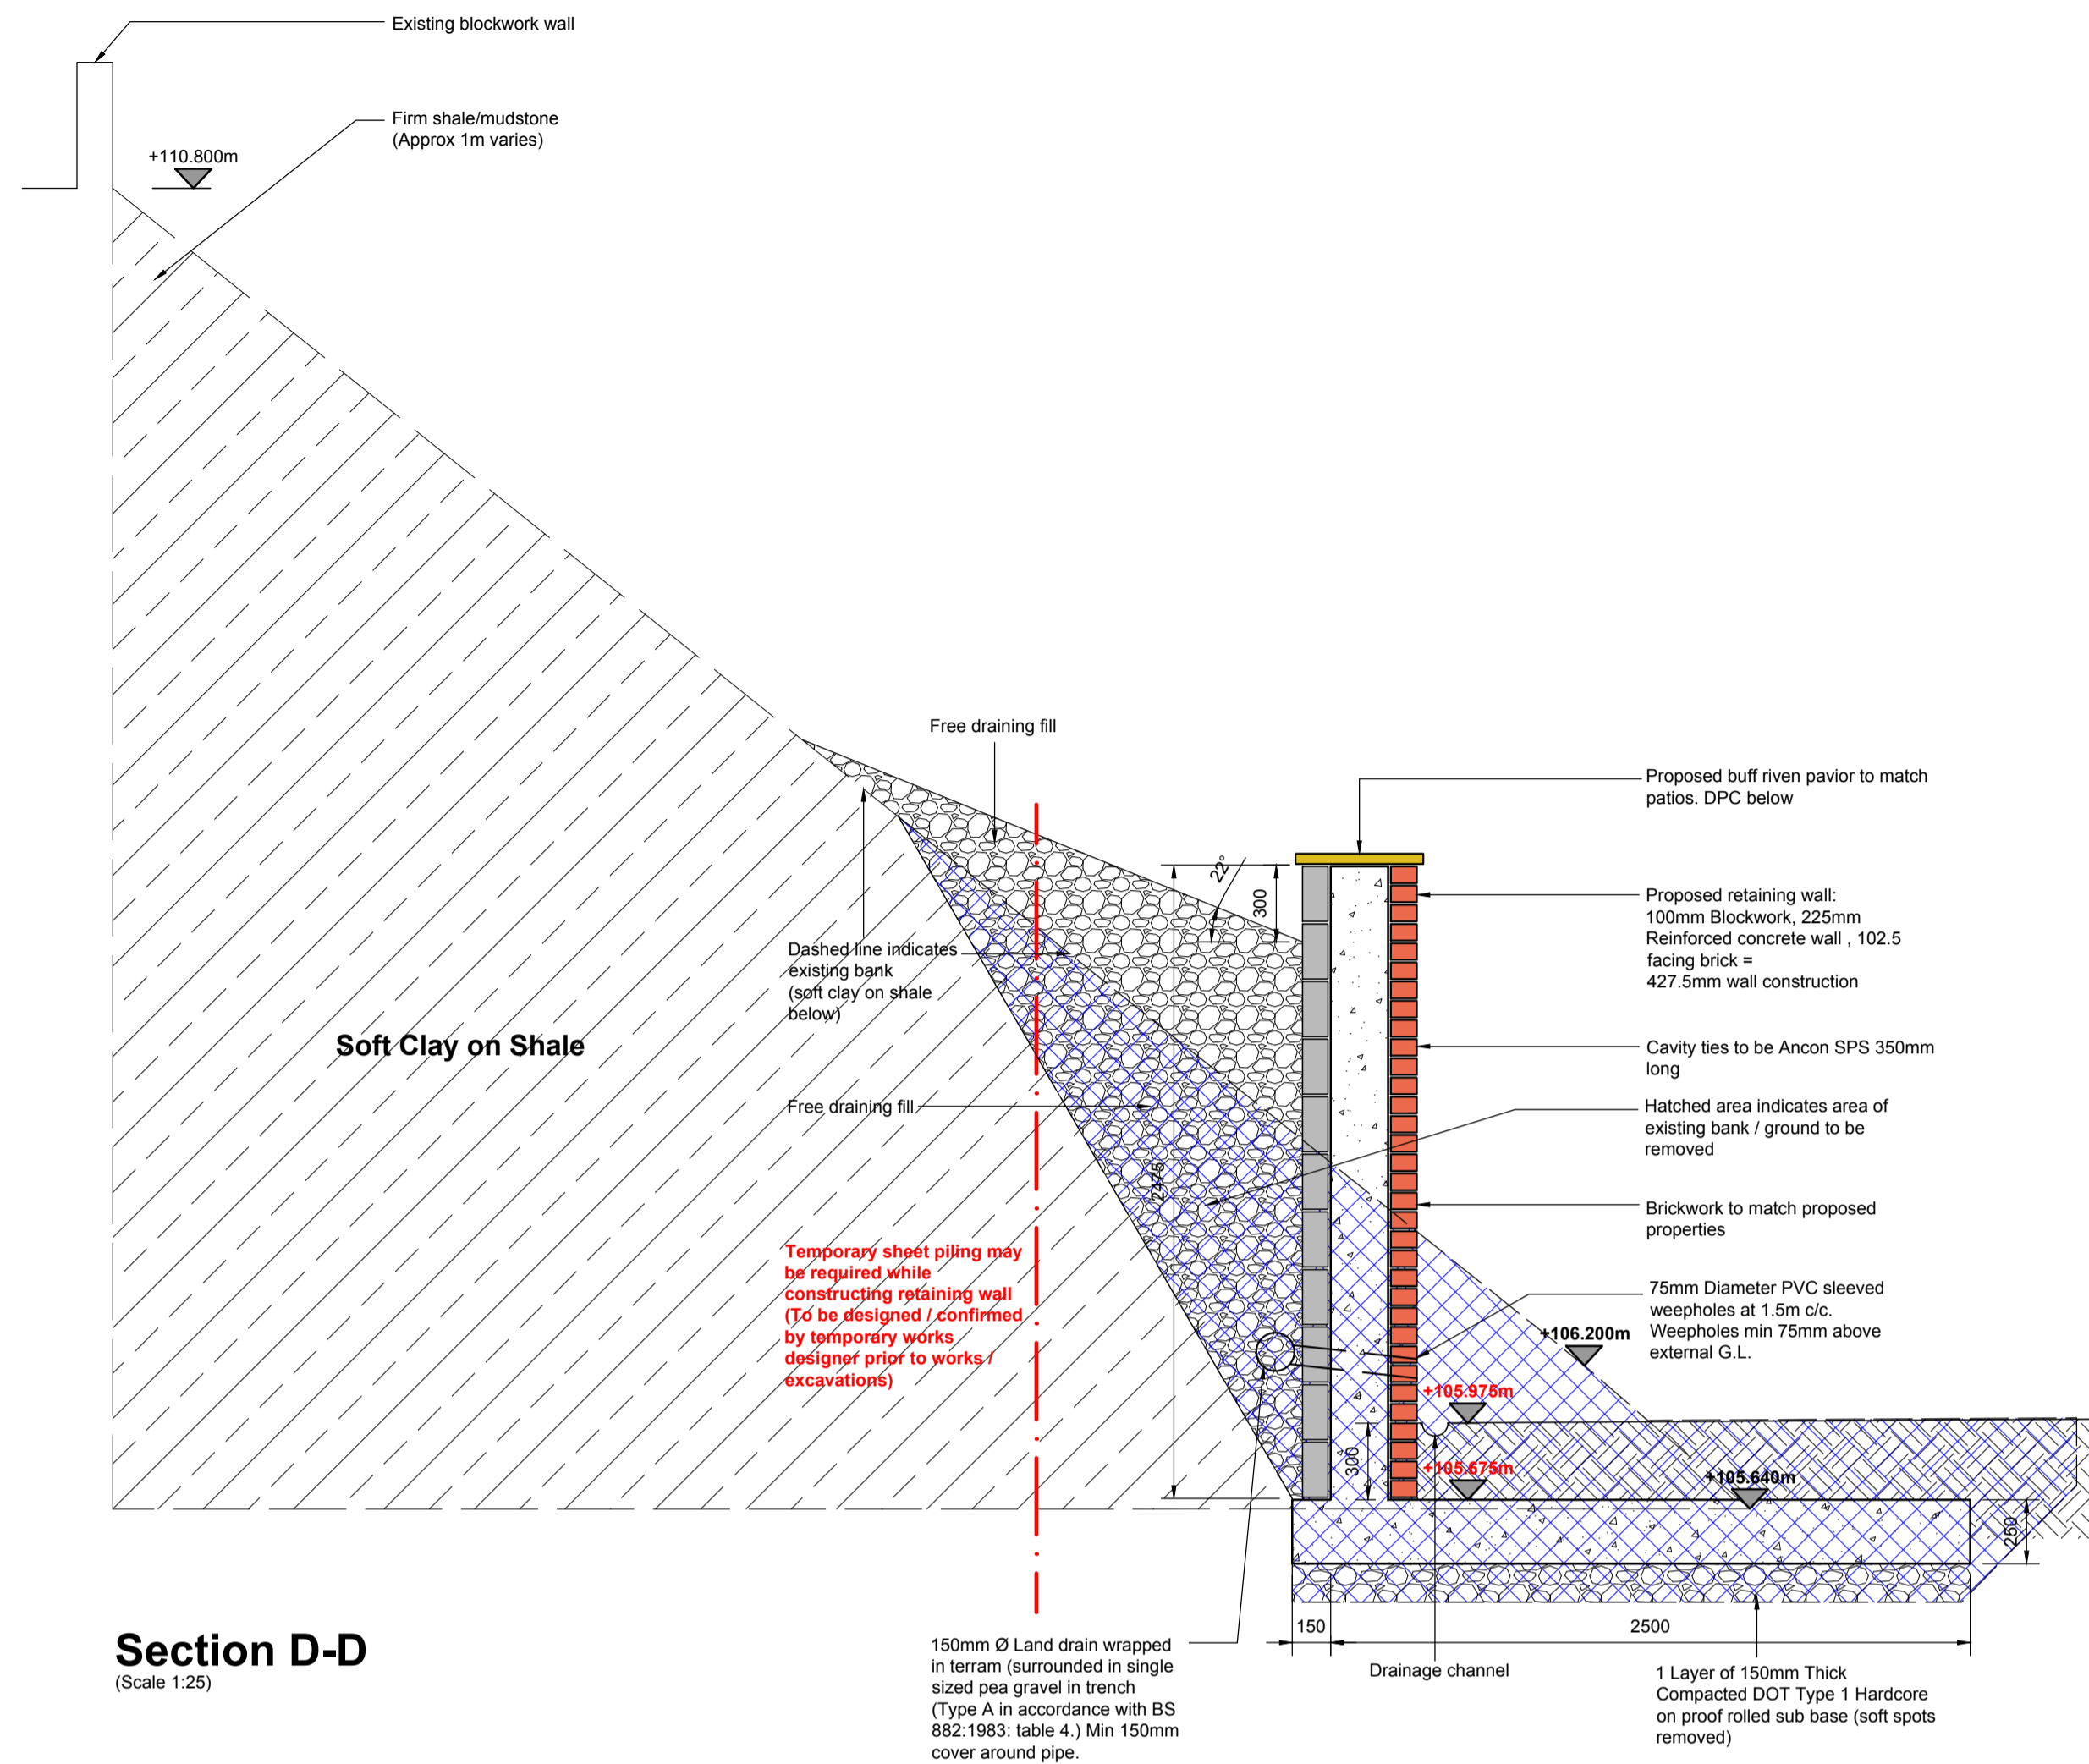 Existing blockwork wall
Firm shale/mudstone
(Approx 1m varies)
+110.800m
Free draining fill
Proposed buff riven pavior to match
patios. DPC below
22°
300
Proposed retaining wall:
100mm Blockwork, 225mm
Reinforced concrete wall , 102.5
facing brick =
427.5mm wall construction
Dashed line indicates
existing bank
(soft clay on shale
below)
Soft Clay on Shale
Cavity ties to be Ancon SPS 350mm
long
Free draining fill
Hatched area indicates area of
existing bank / ground to be
removed
2475
Brickwork to match proposed
properties
Temporary sheet piling may
be required while
constructing retaining wall
(To be designed / confirmed
by temporary works
designer prior to works /
excavations)
75mm Diameter PVC sleeved
weepholes at 1.5m c/c.
Weepholes min 75mm above
external G.L.
+106.200m
+105.975m
300
+105.675m
+105.640m
250
150
2500
Section D-D
(Scale 1:25)
150mm Ø Land drain wrapped
in terram (surrounded in single
sized pea gravel in trench
(Type A in accordance with BS
882:1983: table 4.) Min 150mm
cover around pipe.
Drainage channel
1 Layer of 150mm Thick
Compacted DOT Type 1 Hardcore
on proof rolled sub base (soft spots
removed)